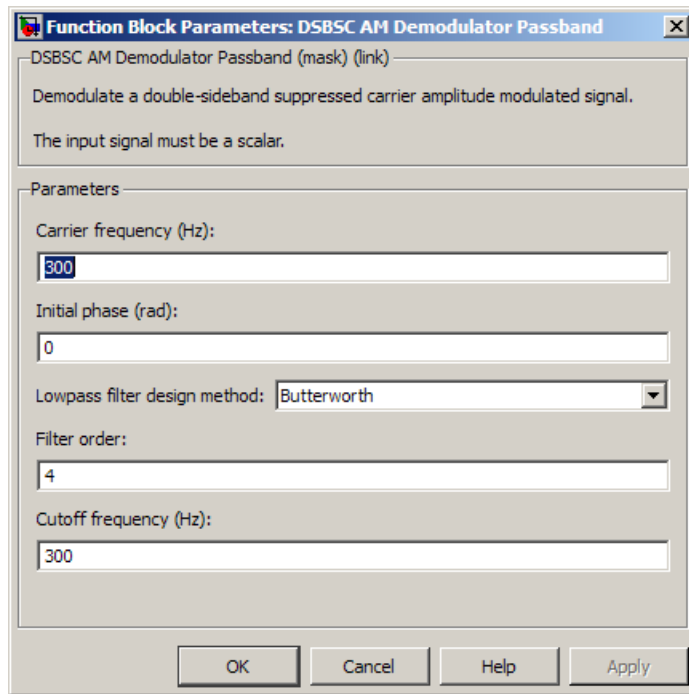 Function Block Parameters: DSBSC AM Demodulator Passband
DSBSC AM Demodulator Passband (mask) (link)
Demodulate a double-sideband suppressed carrier amplitude modulated signal.
The input signal must be a scalar.
Parameters
Carrier frequency (Hz):
300
Initial phase (rad):
0
Lowpass filter design method: Butterworth
Filter order:
4
Cutoff frequency (Hz):
300
OK Cancel Help Apply